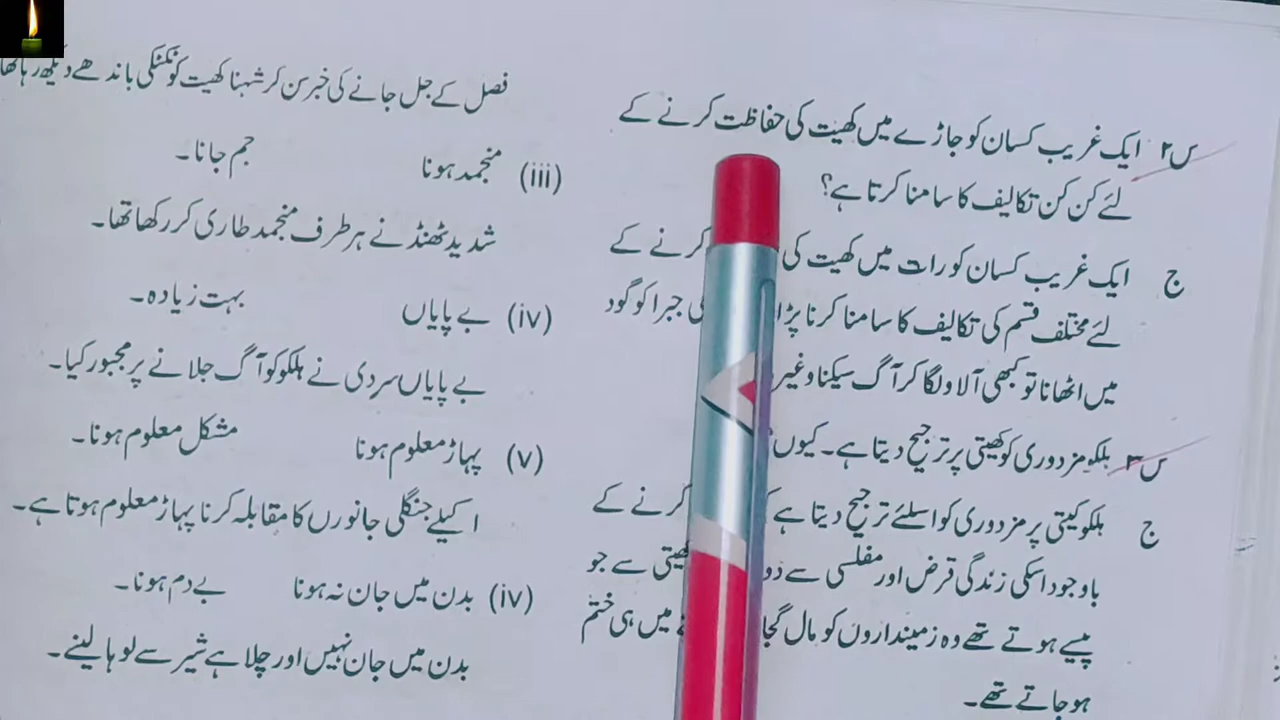 س۲ ایک غریب کسان کو جاڑے میں کھیت کی حفاظت کرنے کے
لئے کن کن تکالیف کا سامنا کرتا ہے؟
ج ایک غریب کسان کو رات میں کھیت کی کرنے کے
لئے مختلف قسم کی تکالیف کا سامنا کرنا پڑتا جبرا کو گود
میں اٹھانا تو کبھی آلاو لگا کر آگ سیکنا وغیر
س۳ ہلکو مزدوری کو کھیتی پر ترجیح دیتا ہے۔ کیوں
ج ہلکو کیتی پر مزدوری کو اسلئے ترجیح دیتا ہے کرنے کے
باوجود اسکی زندگی قرض اور مفلسی سے کھیتی سے جو
پیسے ہوتے تھے وہ زمینداروں کو مال میں ہی ختم
ہو جاتے تھے۔
فصل کے جل جانے کی خبر سن کر شہنا کھیت کو ٹکٹکی باندھے دیکھ رہا تھا
(iii) منجمد ہونا جم جانا۔
شدید ٹھنڈ نے ہر طرف منجمد طاری کر رکھا تھا۔
(iv) بے پایاں بہت زیادہ۔
بے پایاں سردی نے ہلکو کو آگ جلانے پر مجبور کیا۔
(v) پہاڑ معلوم ہونا مشکل معلوم ہونا۔
اکیلے جنگلی جانوروں کا مقابلہ کرنا پہاڑ معلوم ہوتا ہے۔
(iv) بدن میں جان نہ ہونا بے دم ہونا۔
بدن میں جان نہیں اور چلا ہے شیر سے لوہا لینے۔